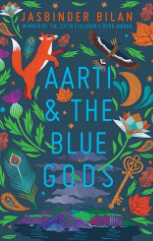 JASBINDER BILAN
WINNER OF THE COSTA CHILDREN'S BOOK AWARD
AARTI
& THE
BLUE
GODS